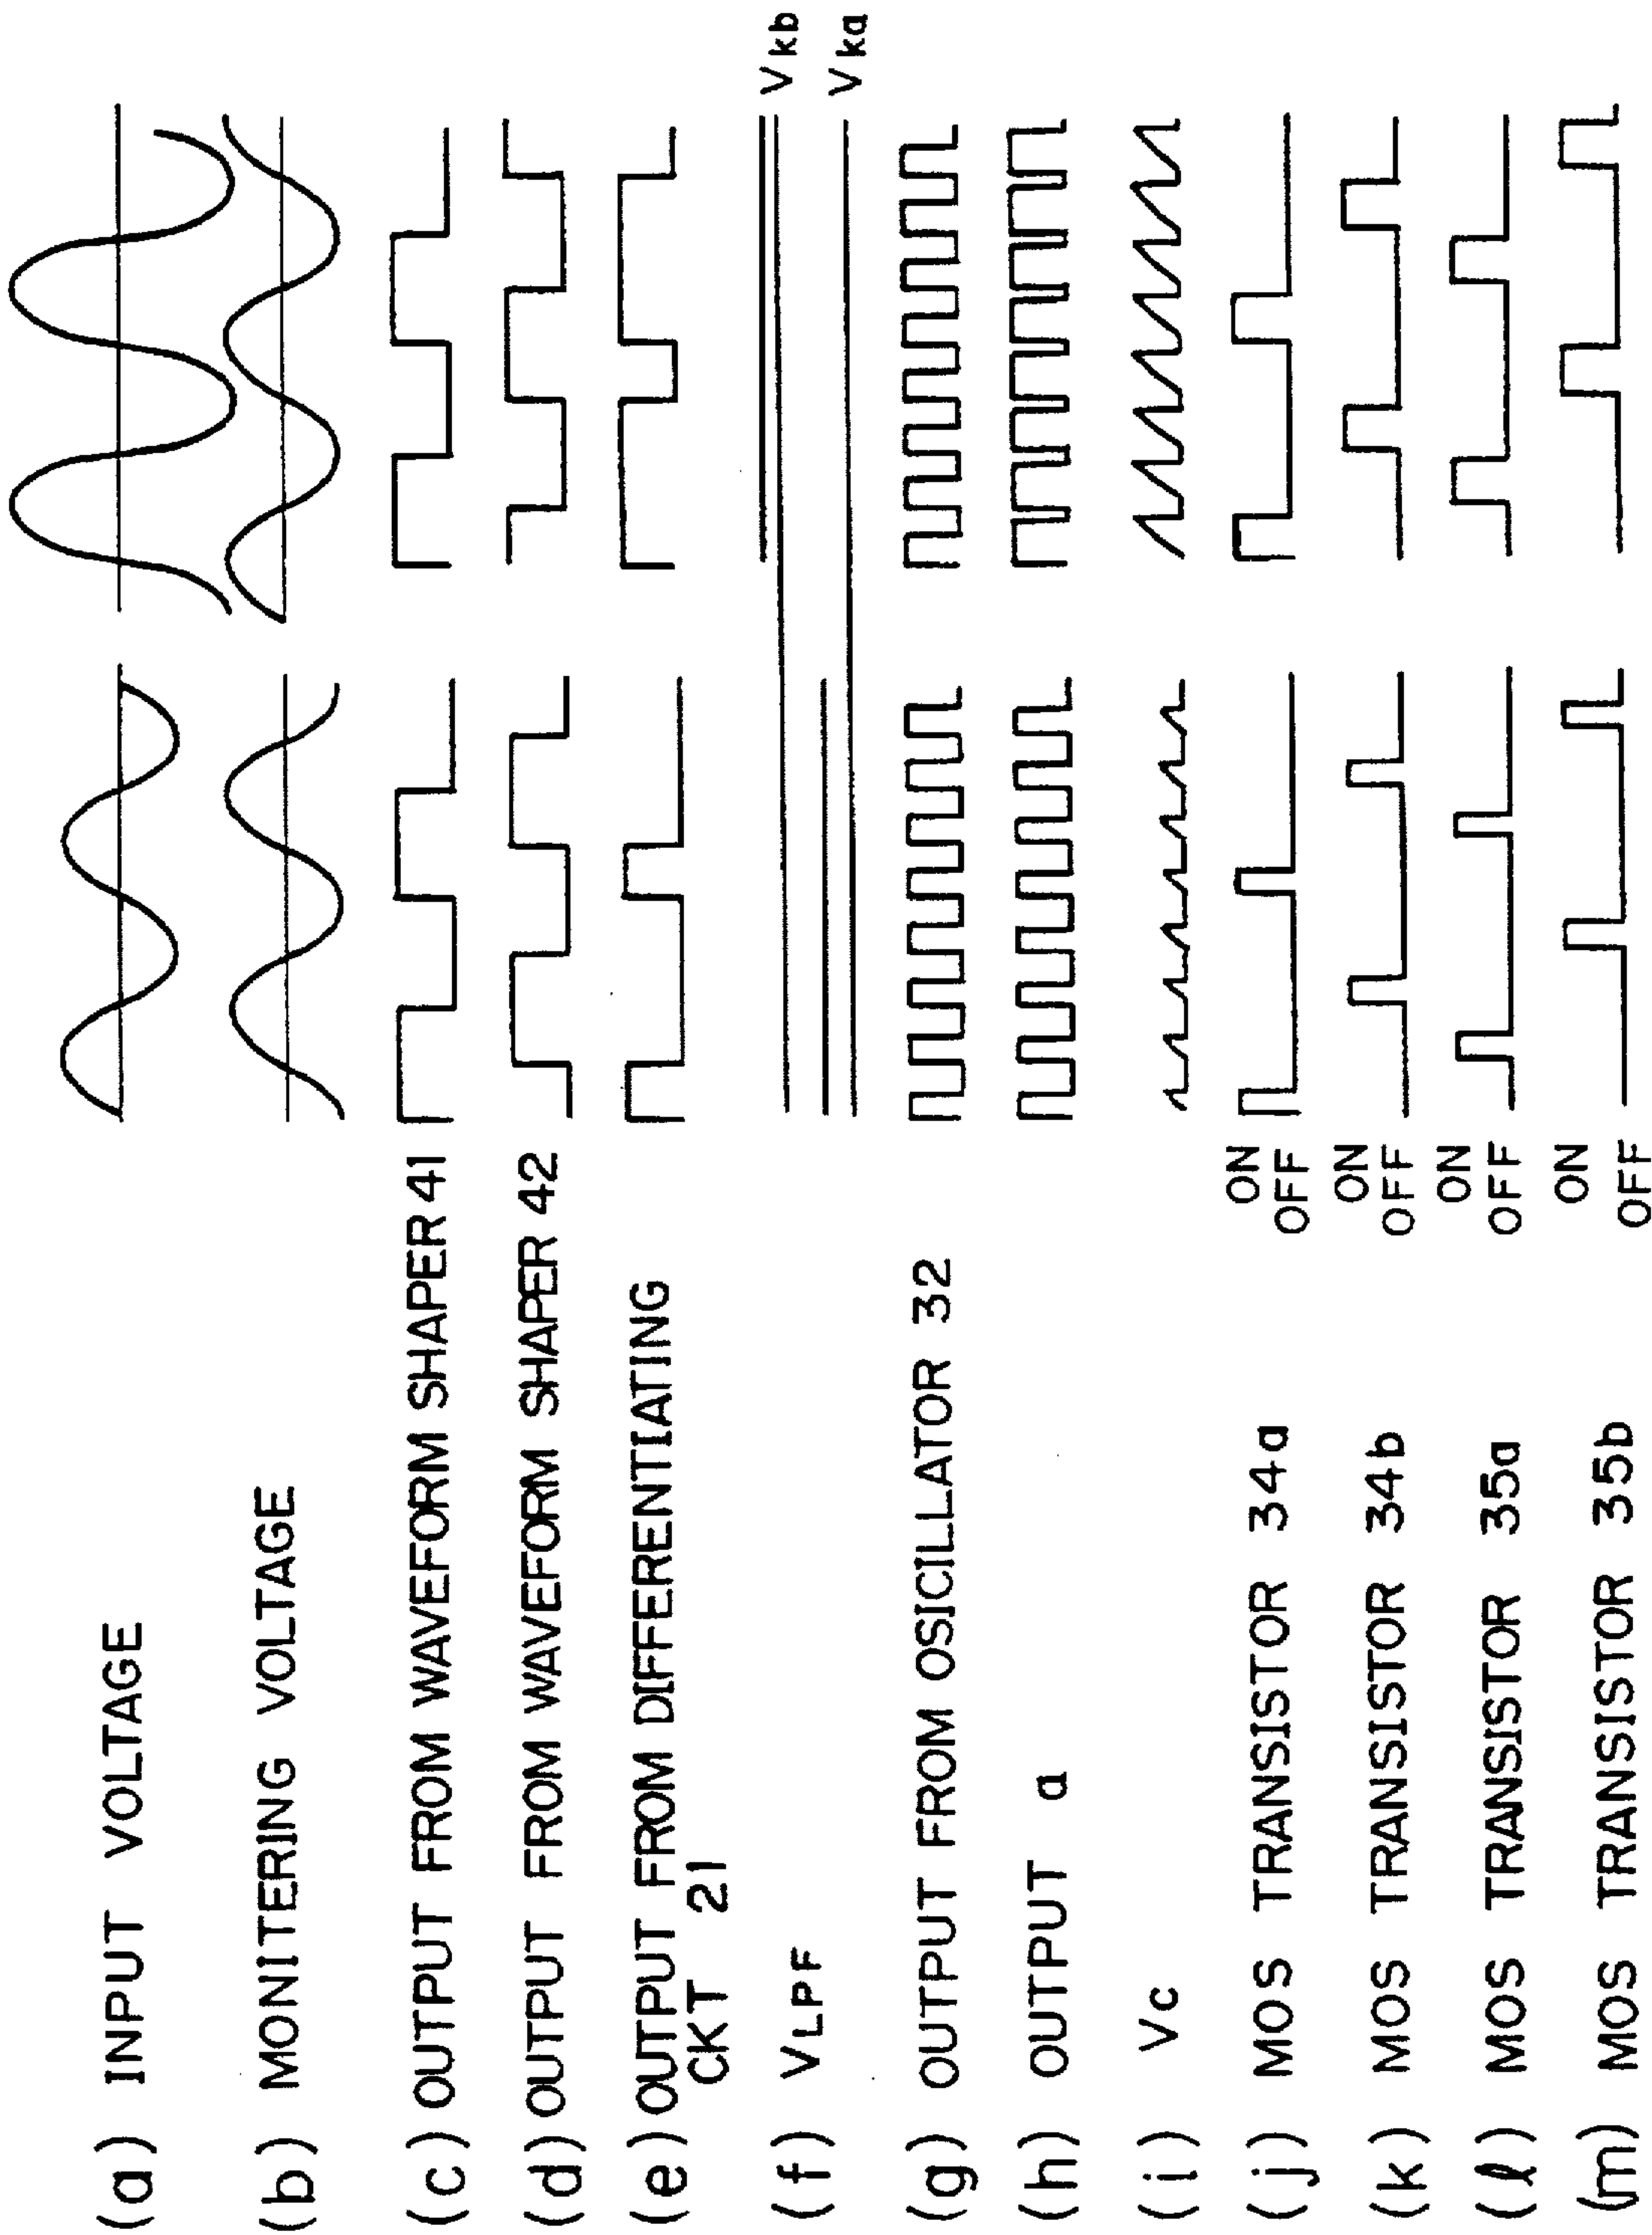 (a) INPUT VOLTAGE
(b) MONITERING VOLTAGE
(c) OUTPUT FROM WAVEFORM SHAPER 41
(d) OUTPUT FROM WAVEFORM SHAPER 42
(e) OUTPUT FROM DIFFERENTIATING
CKT 21
(f) VLPF
Vkb
Vka
(g) OUTPUT FROM OSICILLATOR 32
(h) OUTPUT a
(i) Vc
(j) MOS TRANSISTOR 34a
ON
OFF
(k) MOS TRANSISTOR 34b
ON
OFF
(ℓ) MOS TRANSISTOR 35a
ON
OFF
(m) MOS TRANSISTOR 35b
ON
OFF